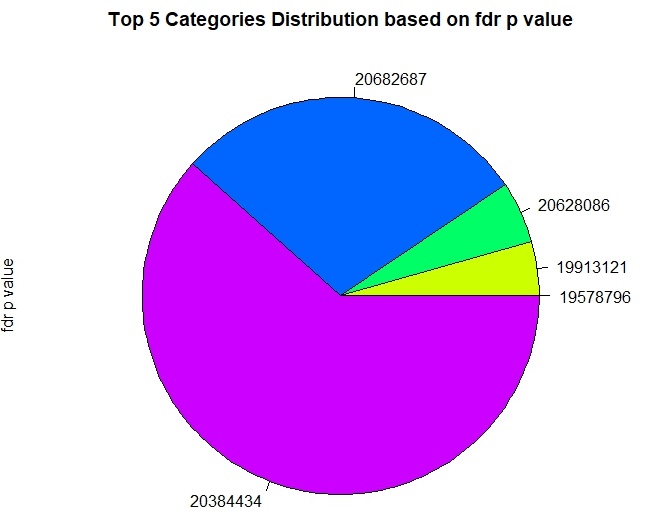 Top 5 Categories Distribution based on fdr p value
20682687
20628086
19913121
19578796
fdr p value
20384434